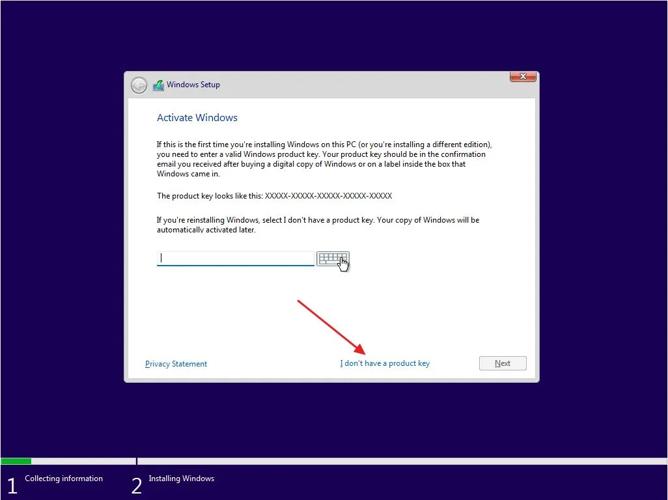 Windows Setup
Activate Windows
If this is the first time you're installing Windows on this PC (or you're installing a different edition),
you need to enter a valid Windows product key. Your product key should be in the confirmation
email you received after buying a digital copy of Windows or on a label inside the box that
Windows came in.
The product key looks like this: XXXXX-XXXXX-XXXXX-XXXXX-XXXXX
If you're reinstalling Windows, select I don't have a product key. Your copy of Windows will be
automatically activated later.
Privacy Statement
I don't have a product key
Next
1 Collecting information
2 Installing Windows